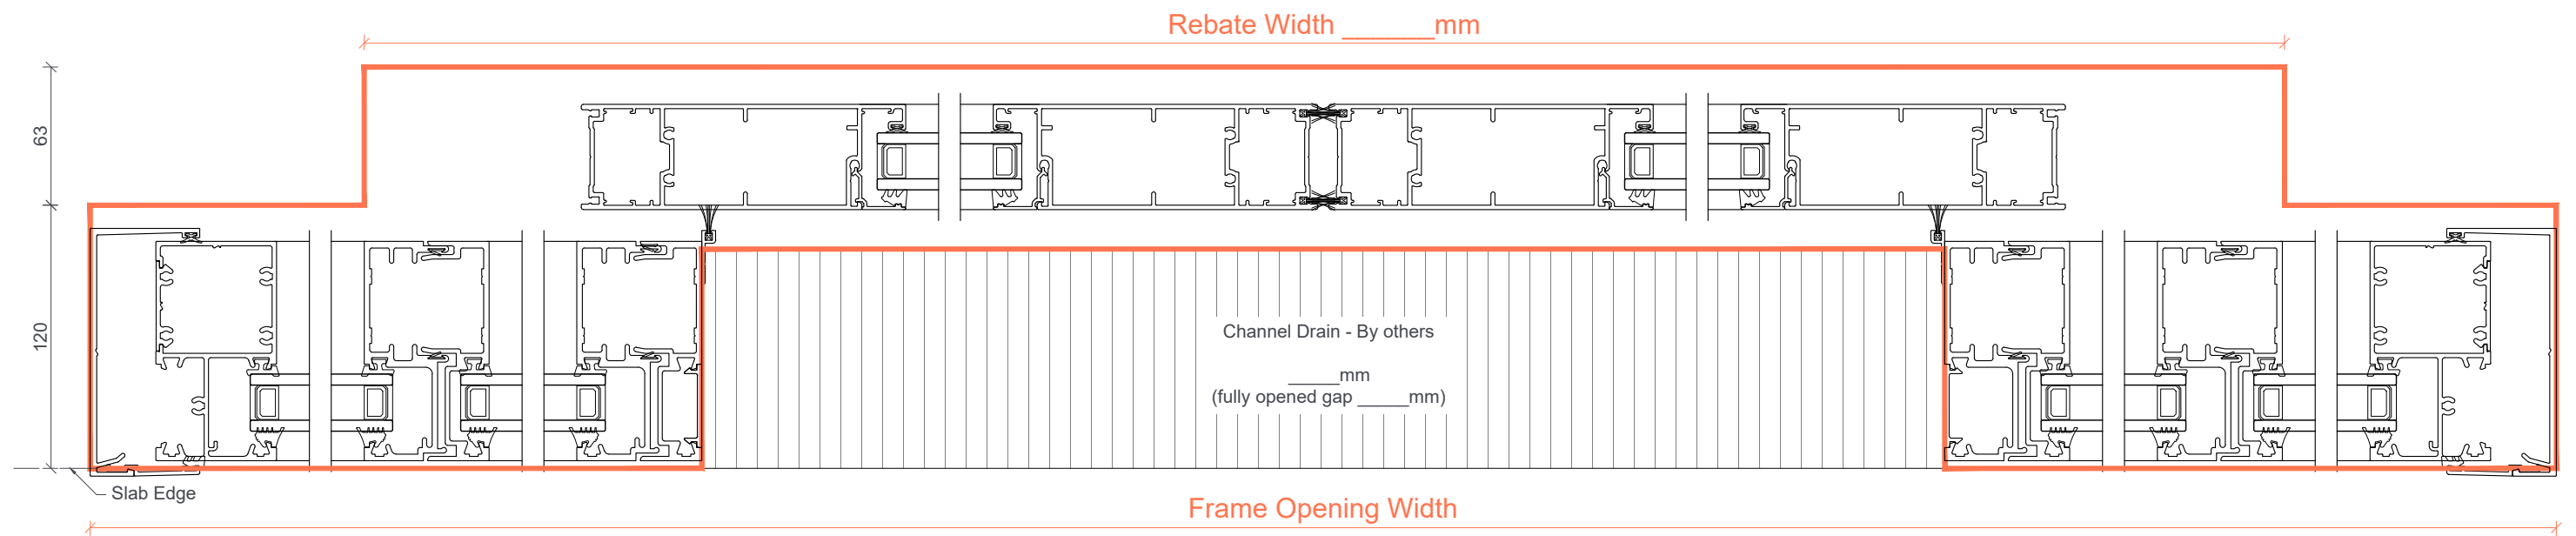 Rebate Width ______mm
63
120
Channel Drain - By others
_____mm
(fully opened gap _____mm)
Slab Edge
Frame Opening Width